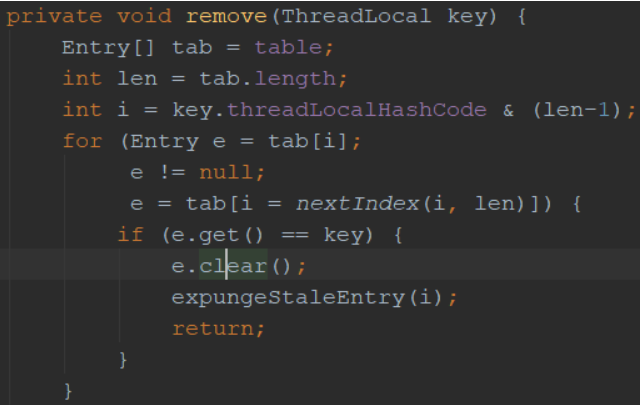 private void remove(ThreadLocal key) {
    Entry[] tab = table;
    int len = tab.length;
    int i = key.threadLocalHashCode & (len-1);
    for (Entry e = tab[i];
         e != null;
         e = tab[i = nextIndex(i, len)]) {
        if (e.get() == key) {
            e.clear();
            expungeStaleEntry(i);
            return;
        }
    }